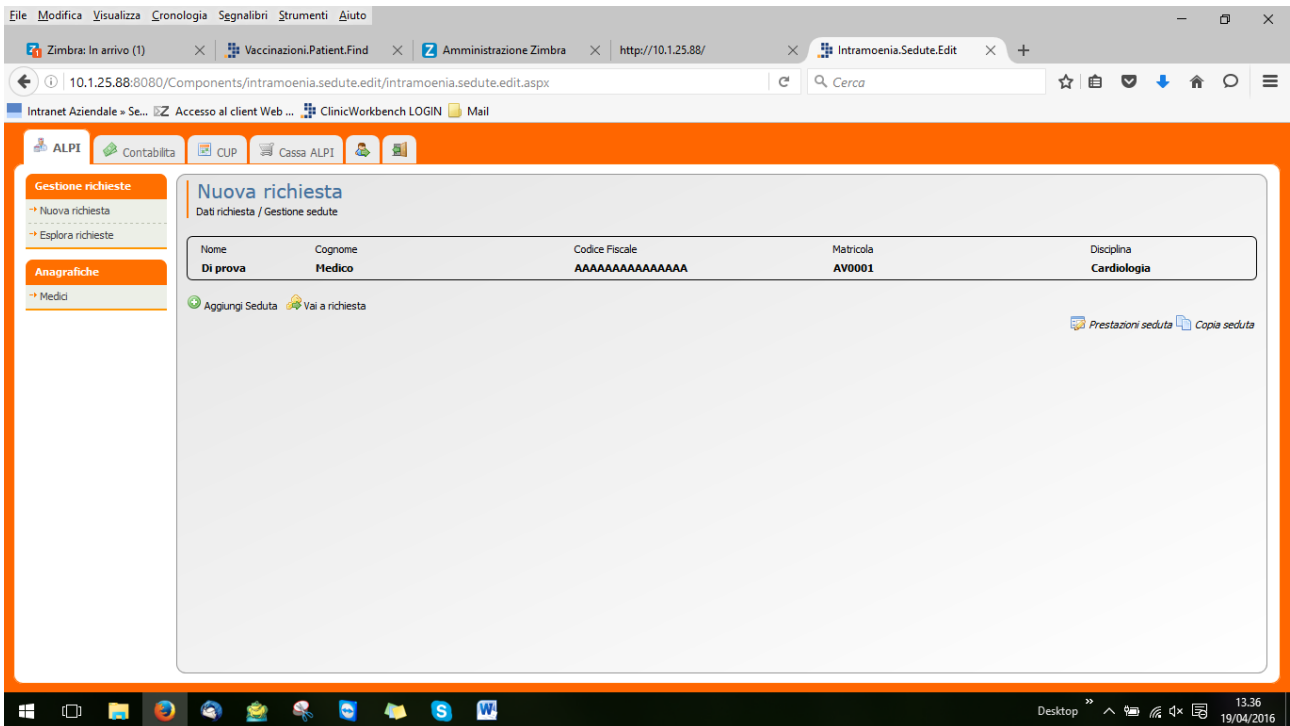 File Modifica Visualizza Cronologia Segnalibri Strumenti Aiuto
Zimbra: In arrivo (1) Vaccinazioni.Patient.Find Amministrazione Zimbra http://10.1.25.88/ Intramoenia.Sedute.Edit
10.1.25.88:8080/Components/intramoenia.sedute.edit/intramoenia.sedute.edit.aspx Cerca
Intranet Aziendale » Se... Accesso al client Web ... ClinicWorkbench LOGIN Mail
ALPI Contabilita CUP Cassa ALPI
Gestione richieste
Nuova richiesta
Esplora richieste
Anagrafiche
Medici
Nuova richiesta
Dati richiesta / Gestione sedute
Nome Cognome Codice Fiscale Matricola Disciplina
Di prova Medico AAAAAAAAAAAAAAA AV0001 Cardiologia
Aggiungi Seduta Vai a richiesta
Prestazioni seduta Copia seduta
Desktop 13.36
19/04/2016